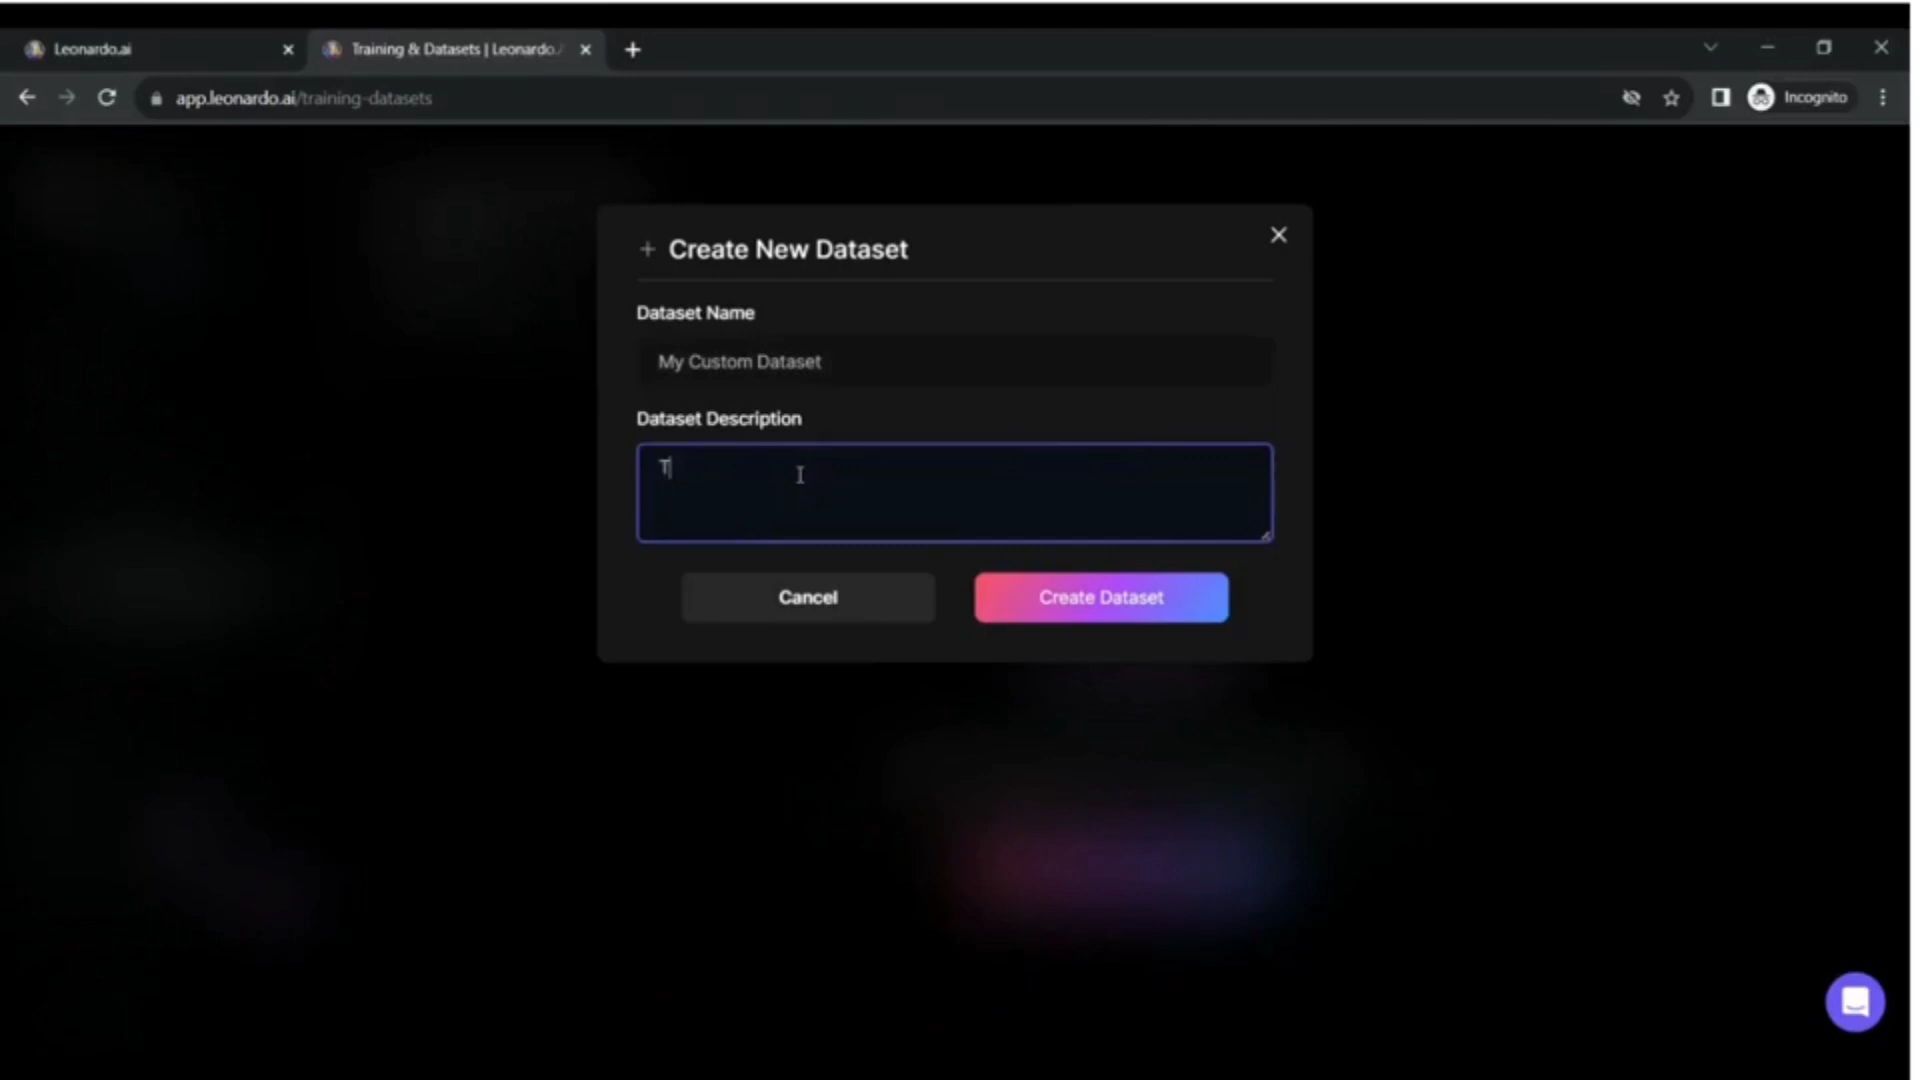 Leonardo.ai
Training & Datasets | Leonardo.A
app.leonardo.ai/training-datasets
Incognito
+ Create New Dataset
Dataset Name
My Custom Dataset
Dataset Description
T
Cancel
Create Dataset